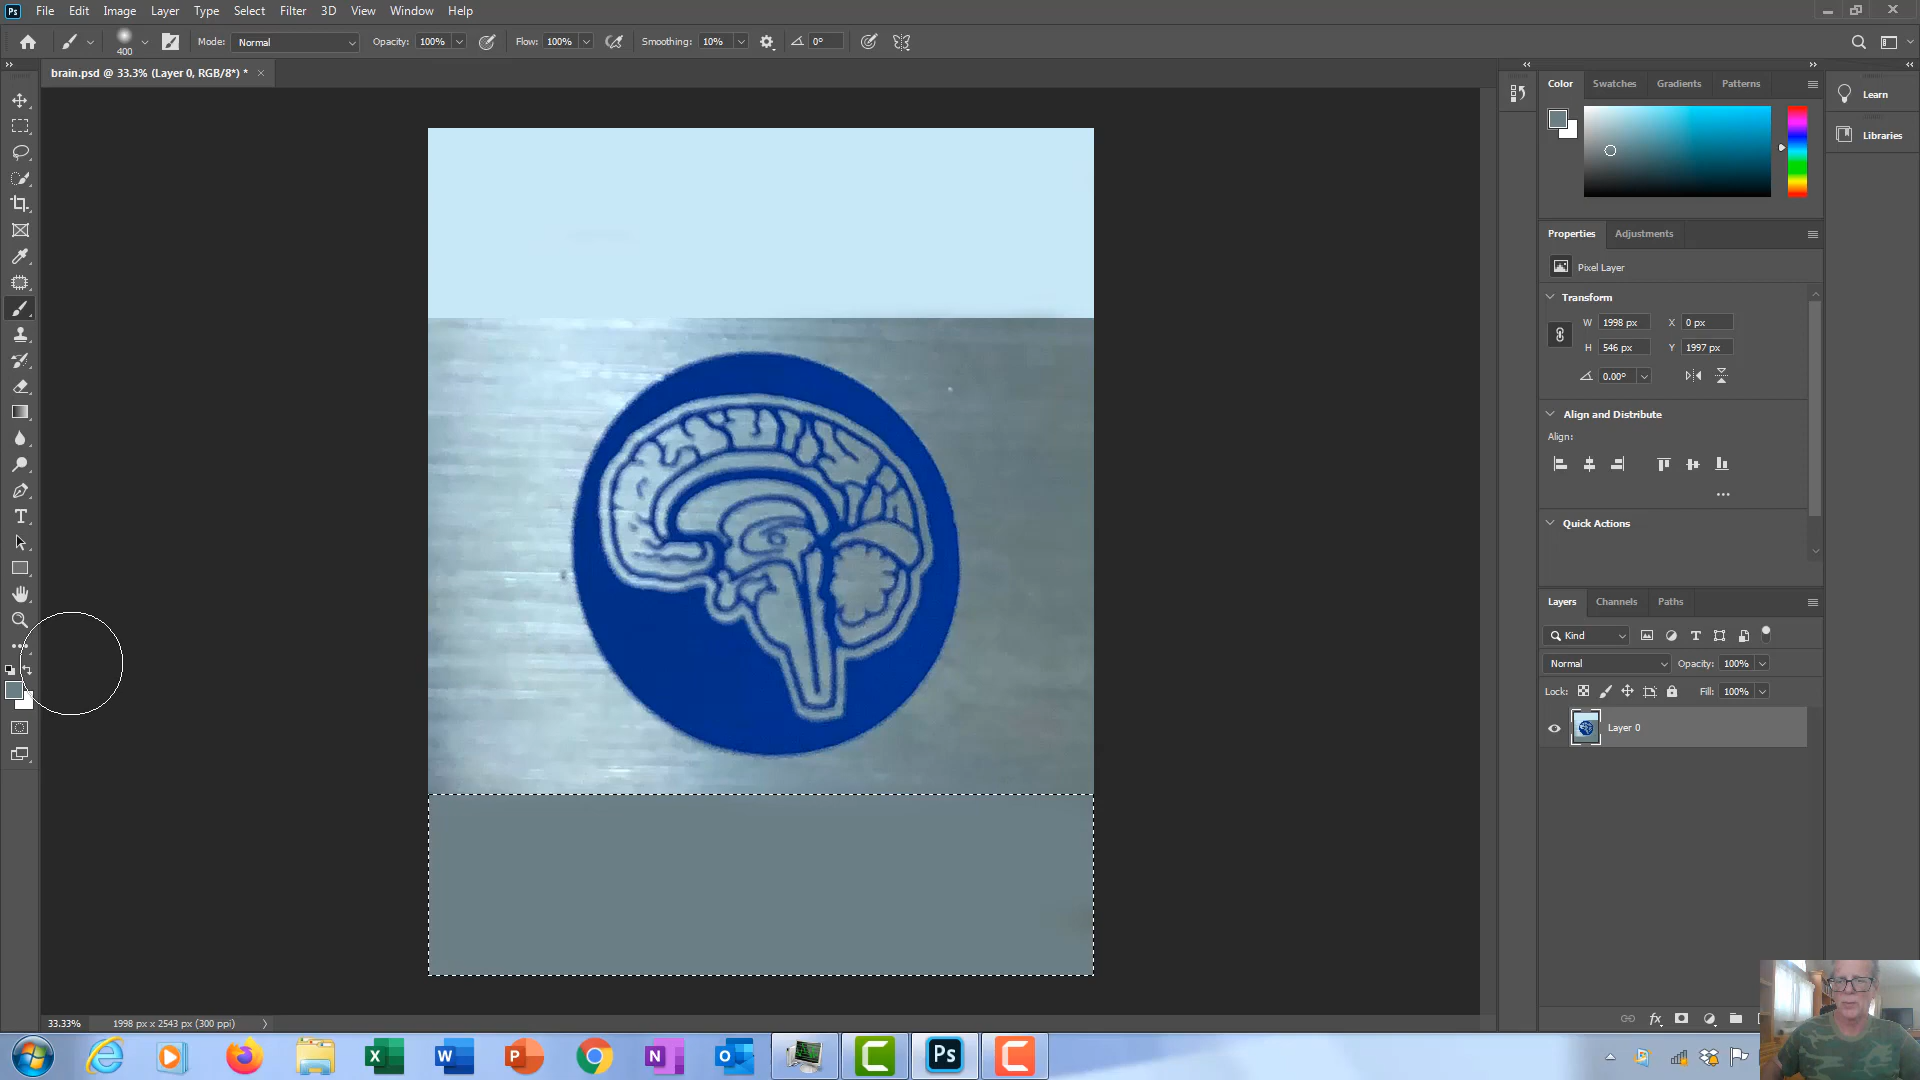 Ps File Edit Image Layer Type Select Filter 3D View Window Help
400 Mode: Normal Opacity: 100% Flow: 100% Smoothing: 10% 0°
brain.psd @ 33.3% (Layer 0, RGB/8*) *
Color Swatches Gradients Patterns
Learn
Libraries
Properties Adjustments
Pixel Layer
Transform
W 1998 px X 0 px
H 546 px Y 1997 px
0.00°
Align and Distribute
Align:
Quick Actions
Layers Channels Paths
Kind
Normal Opacity: 100%
Lock: Fill: 100%
Layer 0
fx
33.33% 1998 px x 2543 px (300 ppi)
X W P N O Ps